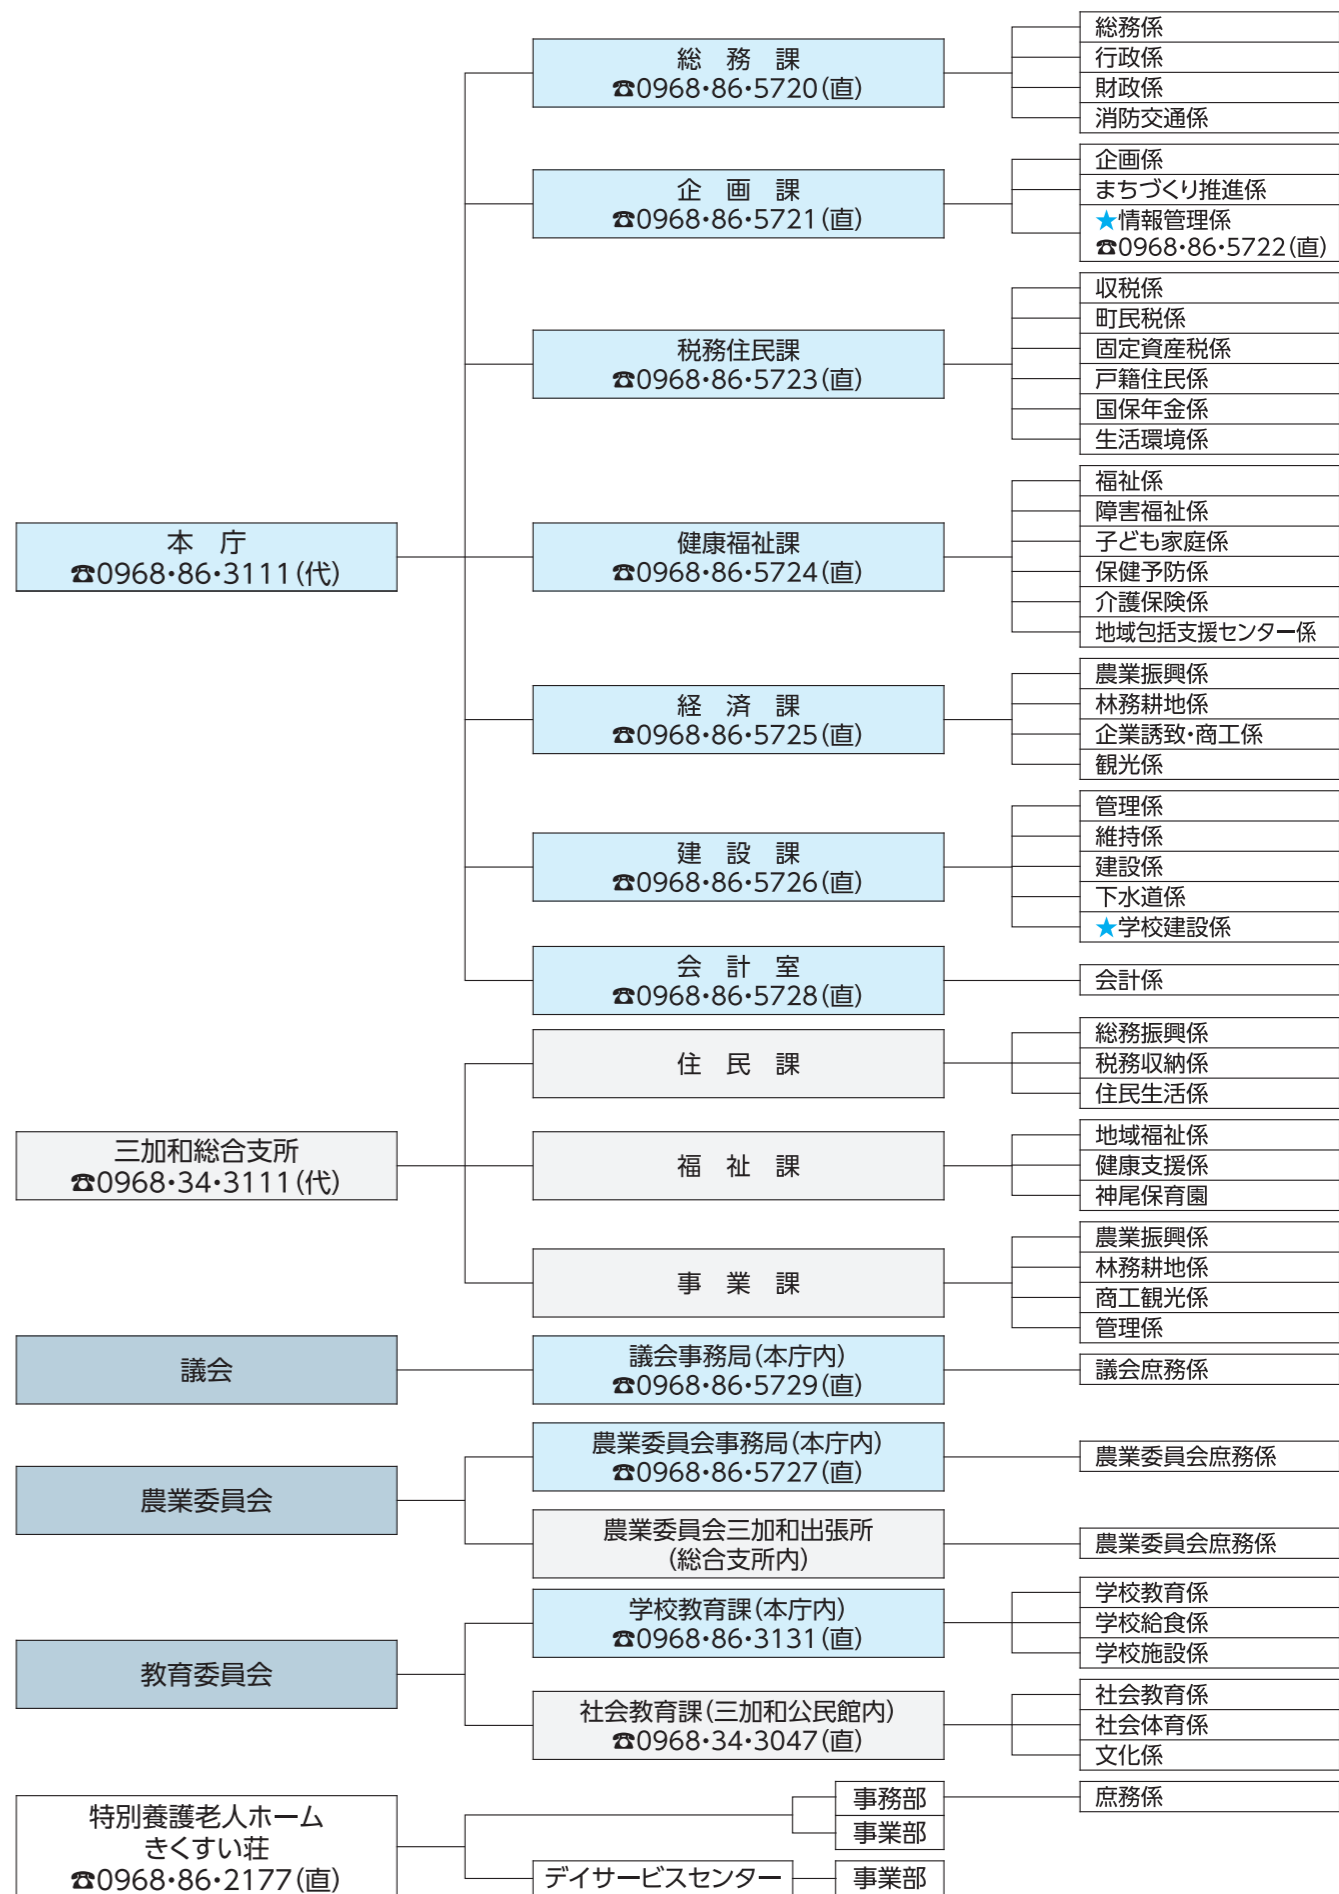 本　庁
☎0968・86・3111(代)
総　務　課
☎0968・86・5720(直)
総務係
行政係
財政係
消防交通係
企　画　課
☎0968・86・5721(直)
企画係
まちづくり推進係
★情報管理係
☎0968・86・5722(直)
税務住民課
☎0968・86・5723(直)
収税係
町民税係
固定資産税係
戸籍住民係
国保年金係
生活環境係
健康福祉課
☎0968・86・5724(直)
福祉係
障害福祉係
子ども家庭係
保健予防係
介護保険係
地域包括支援センター係
経　済　課
☎0968・86・5725(直)
農業振興係
林務耕地係
企業誘致・商工係
観光係
建　設　課
☎0968・86・5726(直)
管理係
維持係
建設係
下水道係
★学校建設係
会　計　室
☎0968・86・5728(直)
会計係
三加和総合支所
☎0968・34・3111(代)
住　民　課
総務振興係
税務収納係
住民生活係
福　祉　課
地域福祉係
健康支援係
神尾保育園
事　業　課
農業振興係
林務耕地係
商工観光係
管理係
議会
議会事務局(本庁内)
☎0968・86・5729(直)
議会庶務係
農業委員会
農業委員会事務局(本庁内)
☎0968・86・5727(直)
農業委員会庶務係
農業委員会三加和出張所
(総合支所内)
農業委員会庶務係
教育委員会
学校教育課(本庁内)
☎0968・86・3131(直)
学校教育係
学校給食係
学校施設係
社会教育課(三加和公民館内)
☎0968・34・3047(直)
社会教育係
社会体育係
文化係
特別養護老人ホーム
きくすい荘
☎0968・86・2177(直)
事務部
庶務係
事業部
デイサービスセンター
事業部